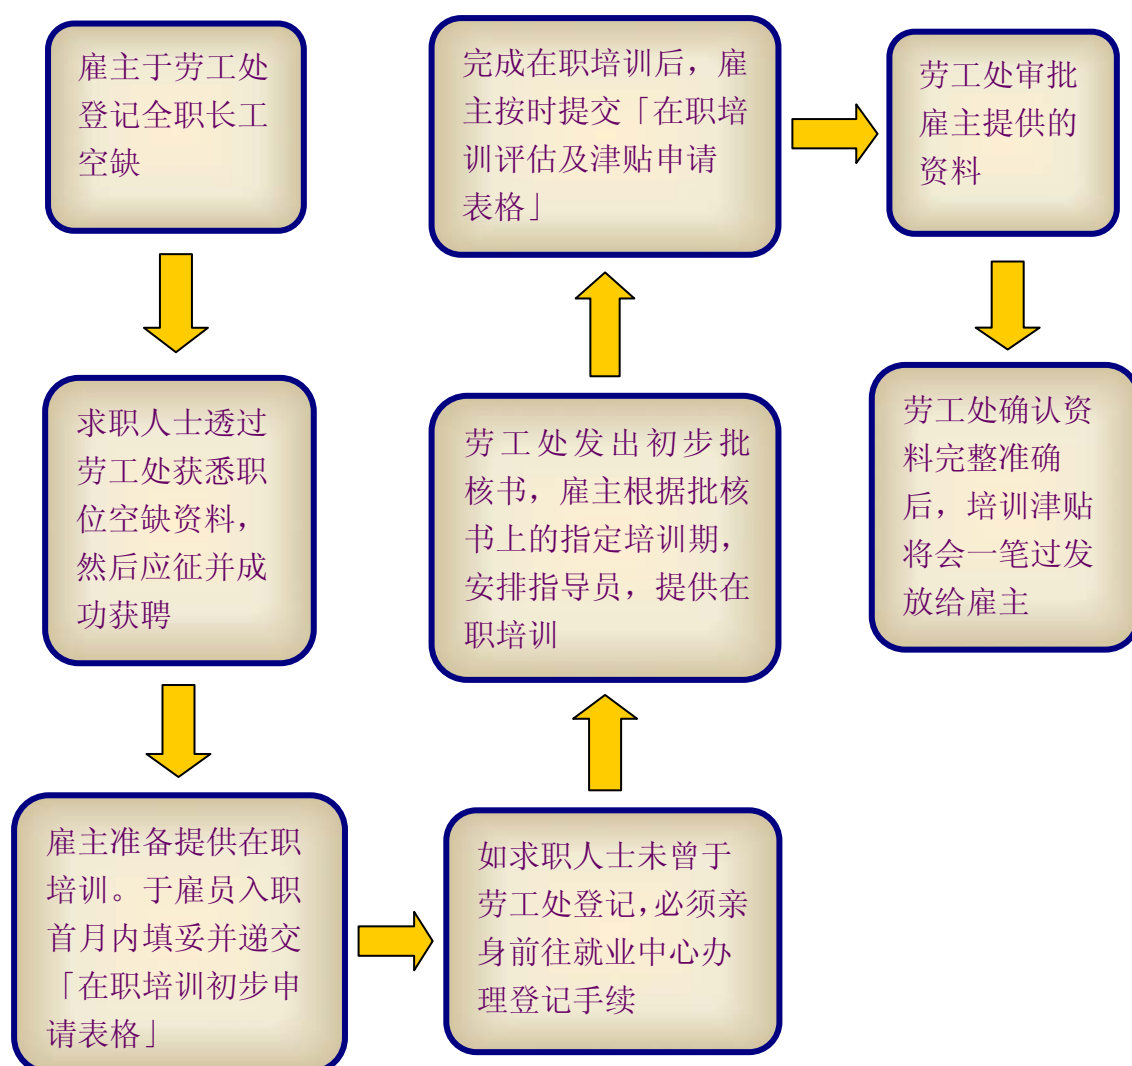 雇主于劳工处
登记全职长工
空缺
求职人士透过
劳工处获悉职
位空缺资料，
然后应征并成
功获聘
雇主准备提供在职
培训。于雇员入职
首月内填妥并递交
「在职培训初步申
请表格」
如求职人士未曾于
劳工处登记，必须亲
身前往就业中心办
理登记手续
劳工处发出初步批
核书，雇主根据批核
书上的指定培训期，
安排指导员，提供在
职培训
完成在职培训后，雇
主按时提交「在职培
训评估及津贴申请
表格」
劳工处审批
雇主提供的
资料
劳工处确认资
料完整准确
后，培训津贴
将会一笔过发
放给雇主